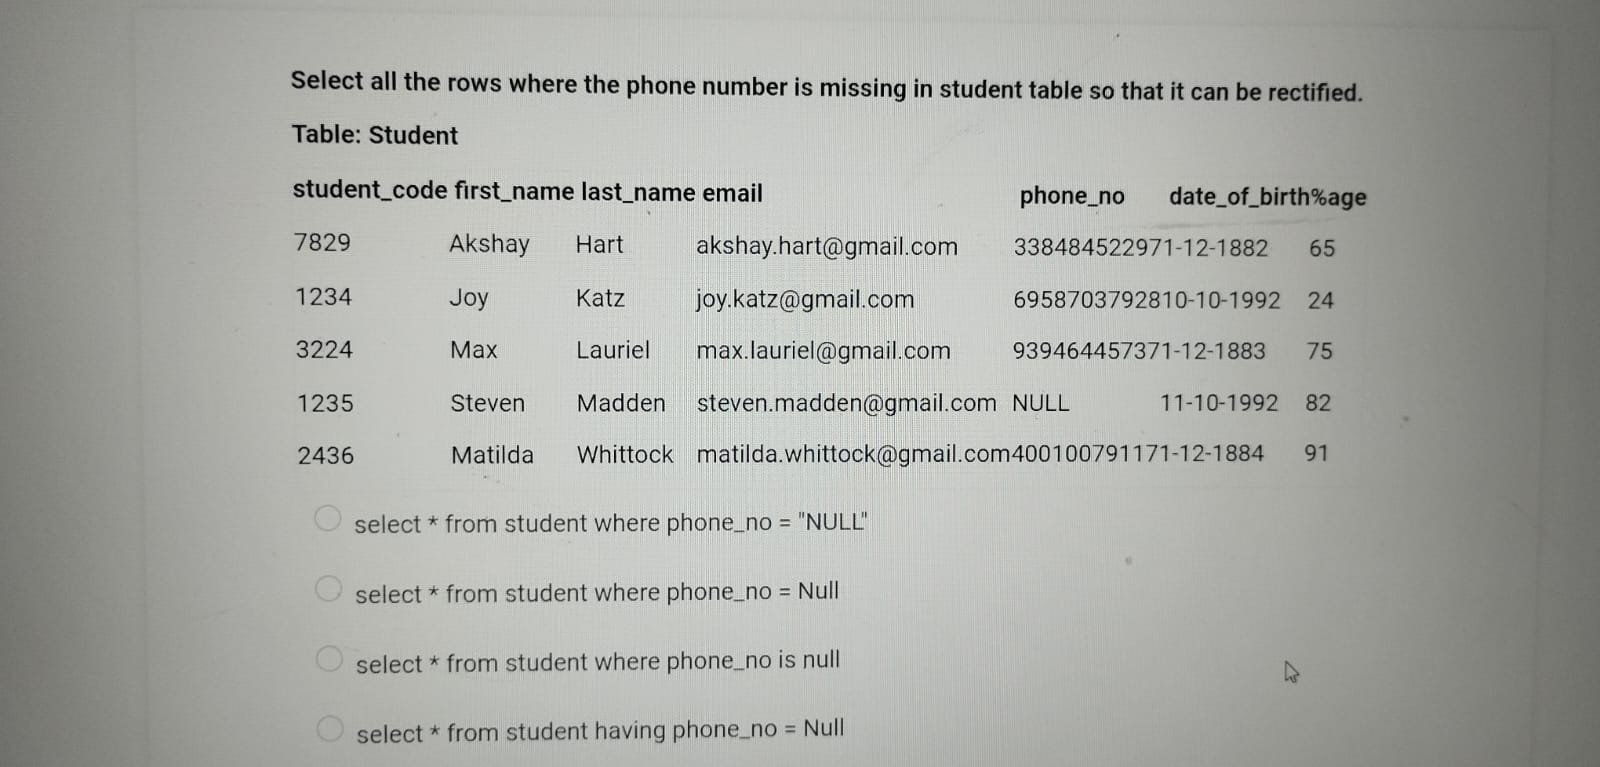 Select all the rows where the phone number is missing in student table so that it can be rectified.
Table: Student
student_code first_name last_name email phone_no date_of_birth%age
7829 Akshay Hart akshay.hart@gmail.com 338484522971-12-1882 65
1234 Joy Katz joy.katz@gmail.com 6958703792810-10-1992 24
3224 Max Lauriel max.lauriel@gmail.com 939464457371-12-1883 75
1235 Steven Madden steven.madden@gmail.com NULL 11-10-1992 82
2436 Matilda Whittock matilda.whittock@gmail.com400100791171-12-1884 91
select * from student where phone_no = "NULL"
select * from student where phone_no = Null
select * from student where phone_no is null
select * from student having phone_no = Null